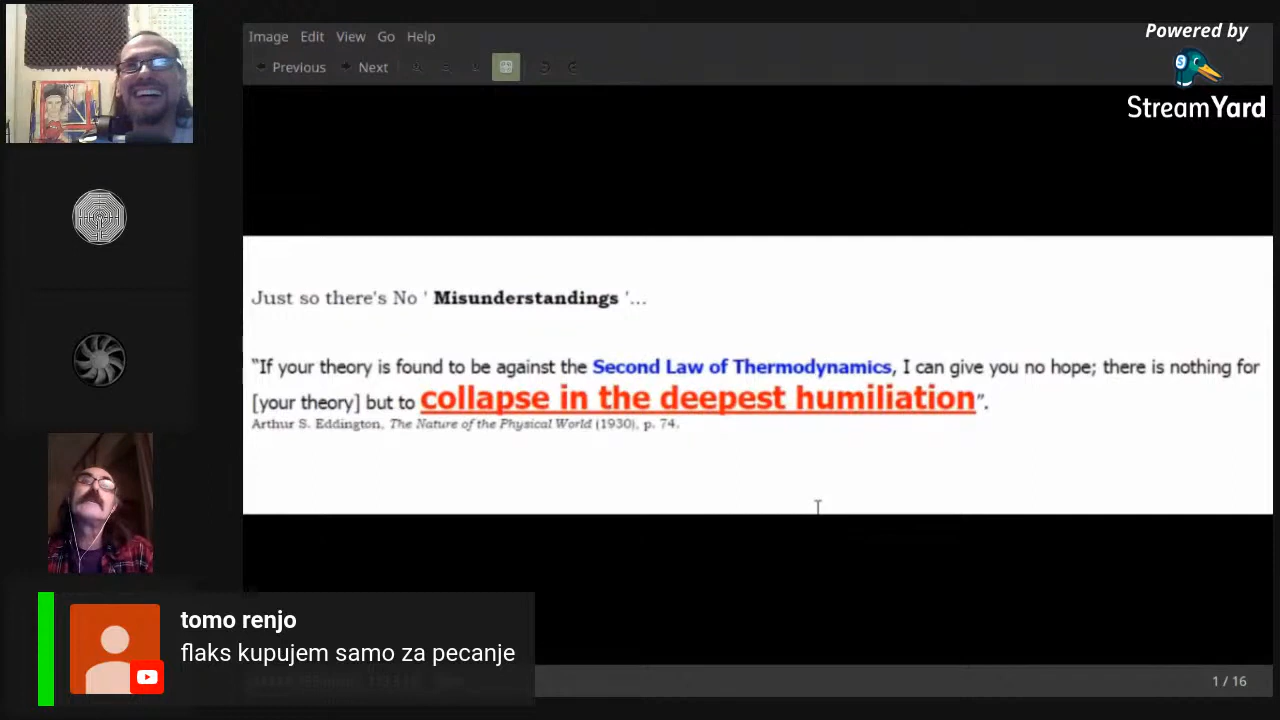 Powered by
StreamYard
Image Edit View Go Help
Previous Next
Just so there's No ' Misunderstandings '...
"If your theory is found to be against the Second Law of Thermodynamics, I can give you no hope; there is nothing for
[your theory] but to collapse in the deepest humiliation".
Arthur S. Eddington, The Nature of the Physical World (1930), p. 74.
tomo renjo
flaks kupujem samo za pecanje
1 / 16